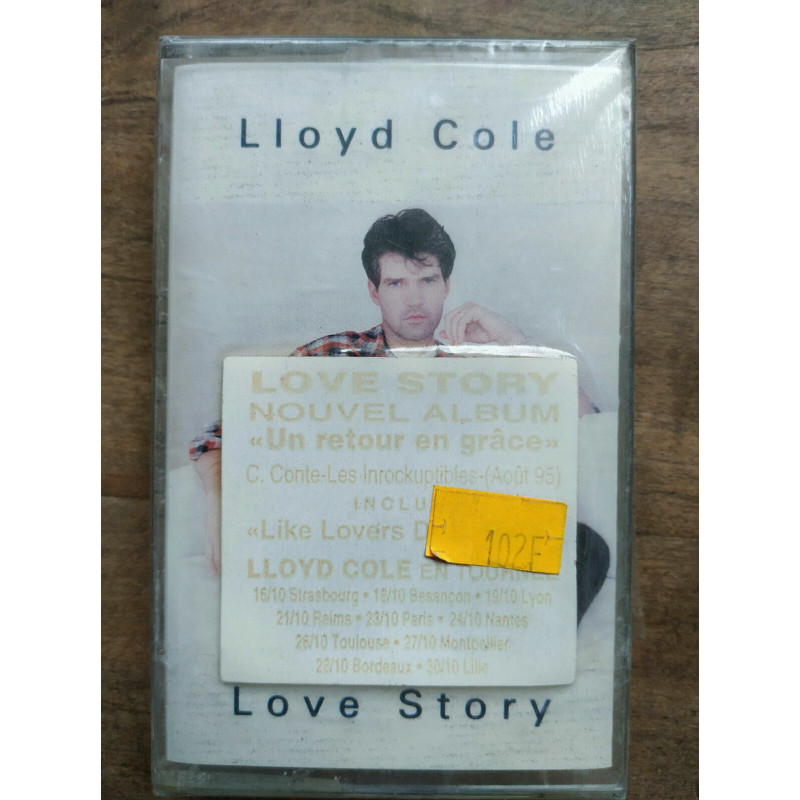 Lloyd Cole
LOVE STORY
NOUVEL ALBUM
«Un retour en grâce»
C. Conte-Les Inrockuptibles-(Août 95)
INCLU
«Like Lovers D
102F
LLOYD COLE EN TOURNÉE
16/10 Strasbourg • 18/10 Besançon • 19/10 Lyon
21/10 Reims • 23/10 Paris • 24/10 Nantes
26/10 Toulouse • 27/10 Montpellier
28/10 Bordeaux • 30/10 Lille
Love Story